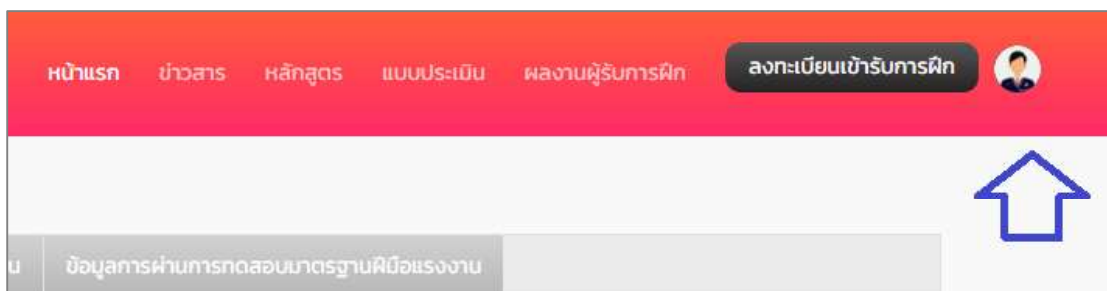 หน้าแรก ข่าวสาร หลักสูตร แบบประเมิน ผลงานผู้รับการฝึก ลงทะเบียนเข้ารับการฝึก
น ข้อมูลการผ่านการทดสอบมาตรฐานฝีมือแรงงาน